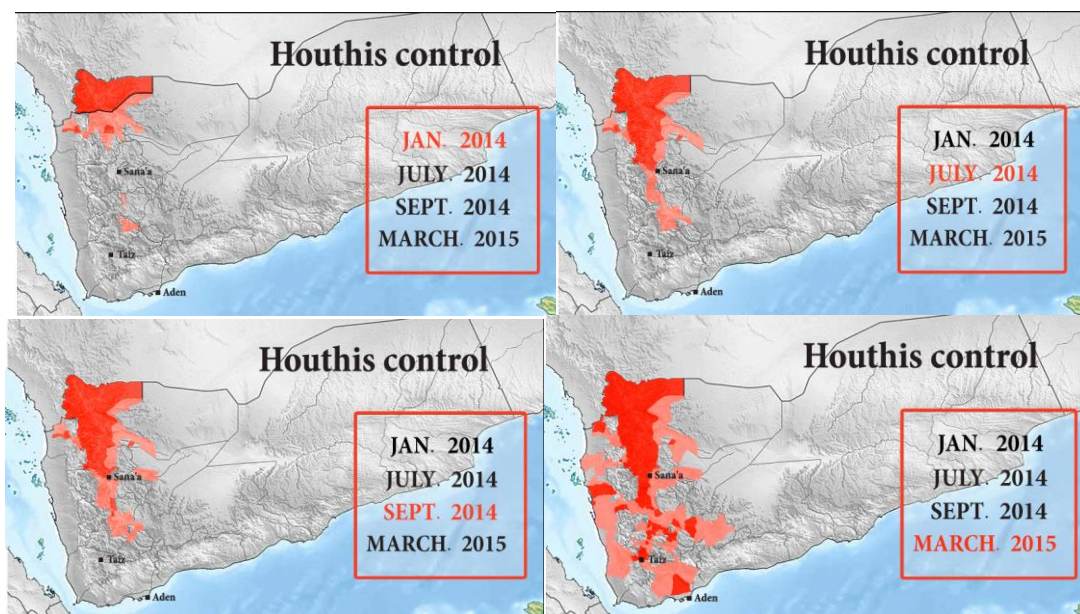 Houthis control
JAN. 2014
JULY. 2014
SEPT. 2014
MARCH. 2015
Sana'a
Taiz
Aden
Houthis control
JAN. 2014
JULY. 2014
SEPT. 2014
MARCH. 2015
Sana'a
Taiz
Aden
Houthis control
JAN. 2014
JULY. 2014
SEPT. 2014
MARCH. 2015
Sana'a
Taiz
Aden
Houthis control
JAN. 2014
JULY. 2014
SEPT. 2014
MARCH. 2015
Sana'a
Taiz
Aden